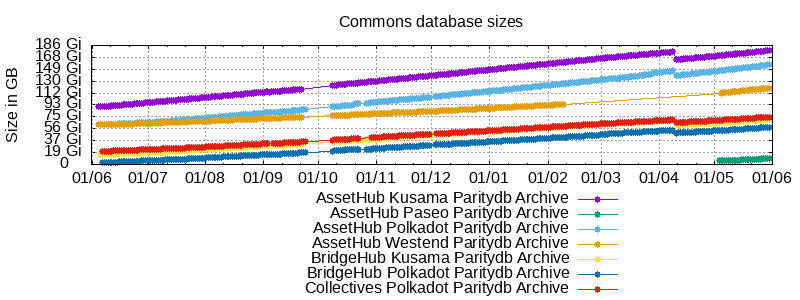 Commons database sizes
Size in GB
186 Gi
168 Gi
149 Gi
130 Gi
112 Gi
93 Gi
75 Gi
56 Gi
37 Gi
19 Gi
0
01/06 01/07 01/08 01/09 01/10 01/11 01/12 01/01 01/02 01/03 01/04 01/05 01/06
AssetHub Kusama Paritydb Archive
AssetHub Paseo Paritydb Archive
AssetHub Polkadot Paritydb Archive
AssetHub Westend Paritydb Archive
BridgeHub Kusama Paritydb Archive
BridgeHub Polkadot Paritydb Archive
Collectives Polkadot Paritydb Archive